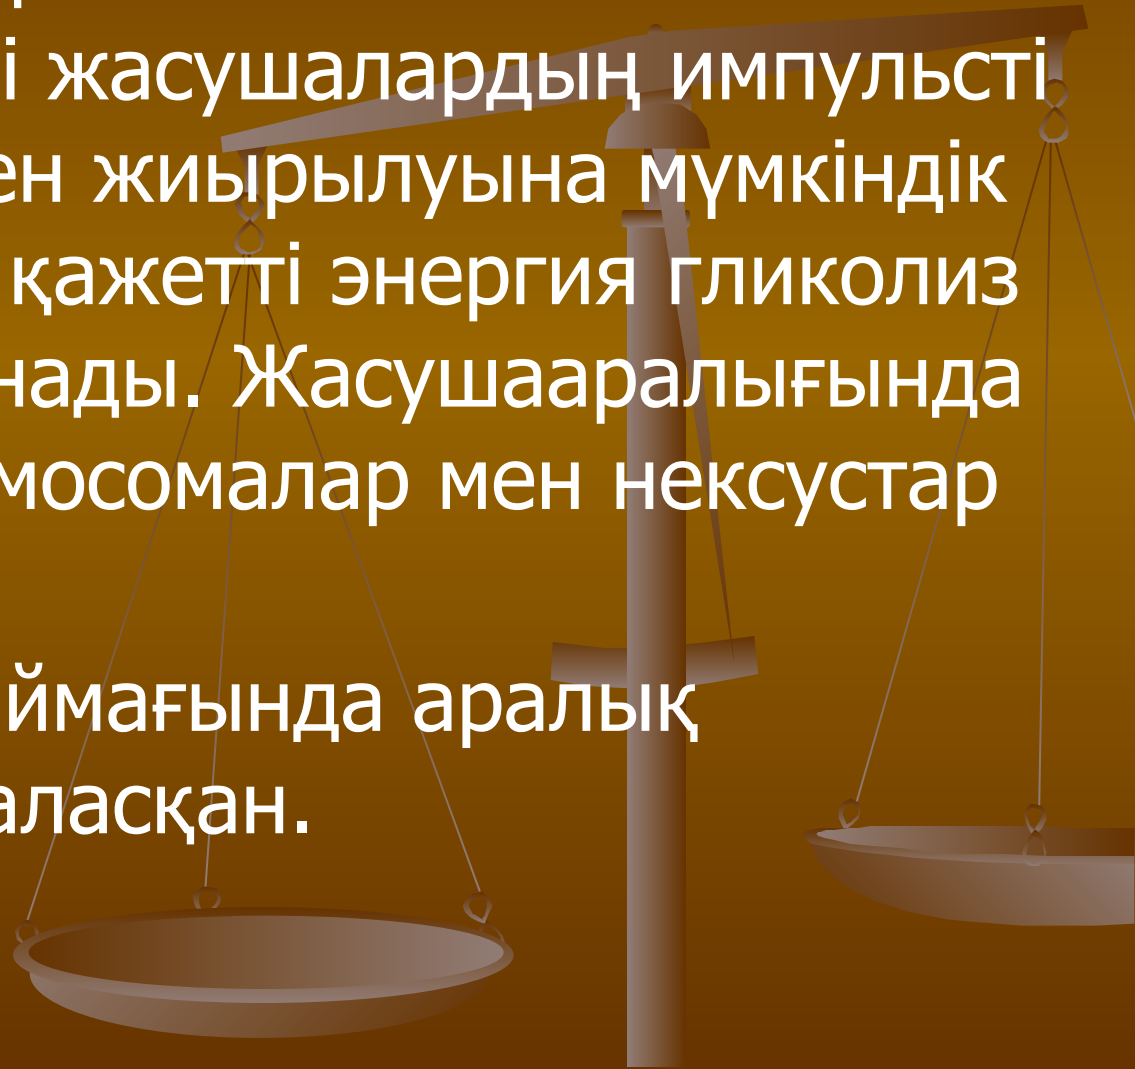 і жасушалардың импульсті
ен жиырылуына мүмкіндік
қажетті энергия гликолиз
нады. Жасушааралығында
мосомалар мен нексустар
ймағында аралық
аласқан.